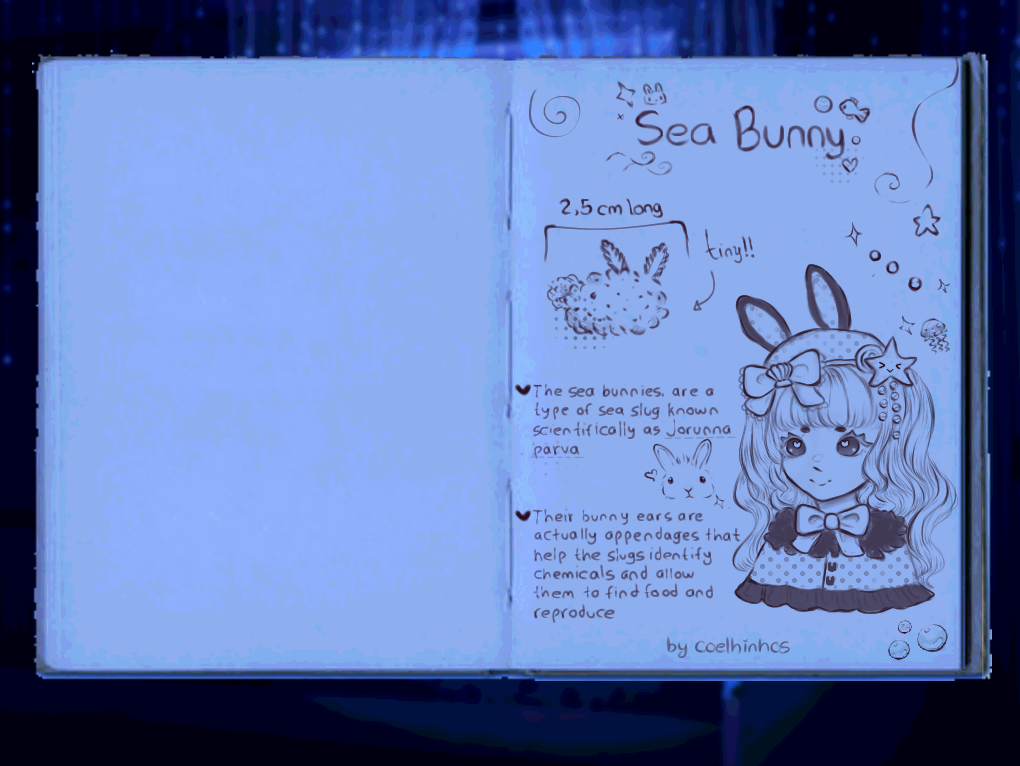 Sea Bunny
2,5 cm long
tiny!!
The sea bunnies, are a
type of sea slug known
scientifically as Jorunna
parva
Their bunny ears are
actually appendages that
help the slugs identify
chemicals and allow
them to find food and
reproduce
by coelhinhcs